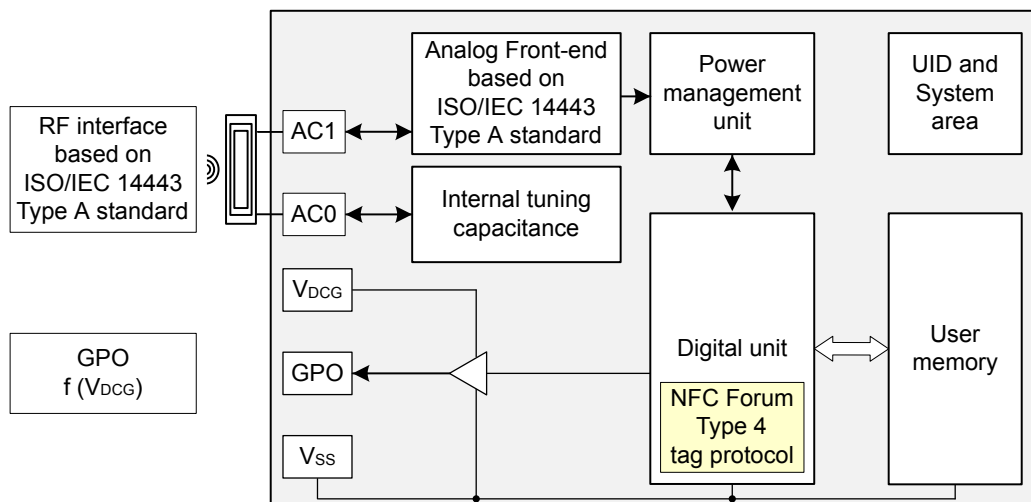 RF interface
based on
ISO/IEC 14443
Type A standard
GPO
f (VDCG)
AC1
AC0
VDCG
GPO
VSS
Analog Front-end
based on
ISO/IEC 14443
Type A standard
Internal tuning
capacitance
Power
management
unit
Digital unit
NFC Forum
Type 4
tag protocol
UID and
System
area
User
memory